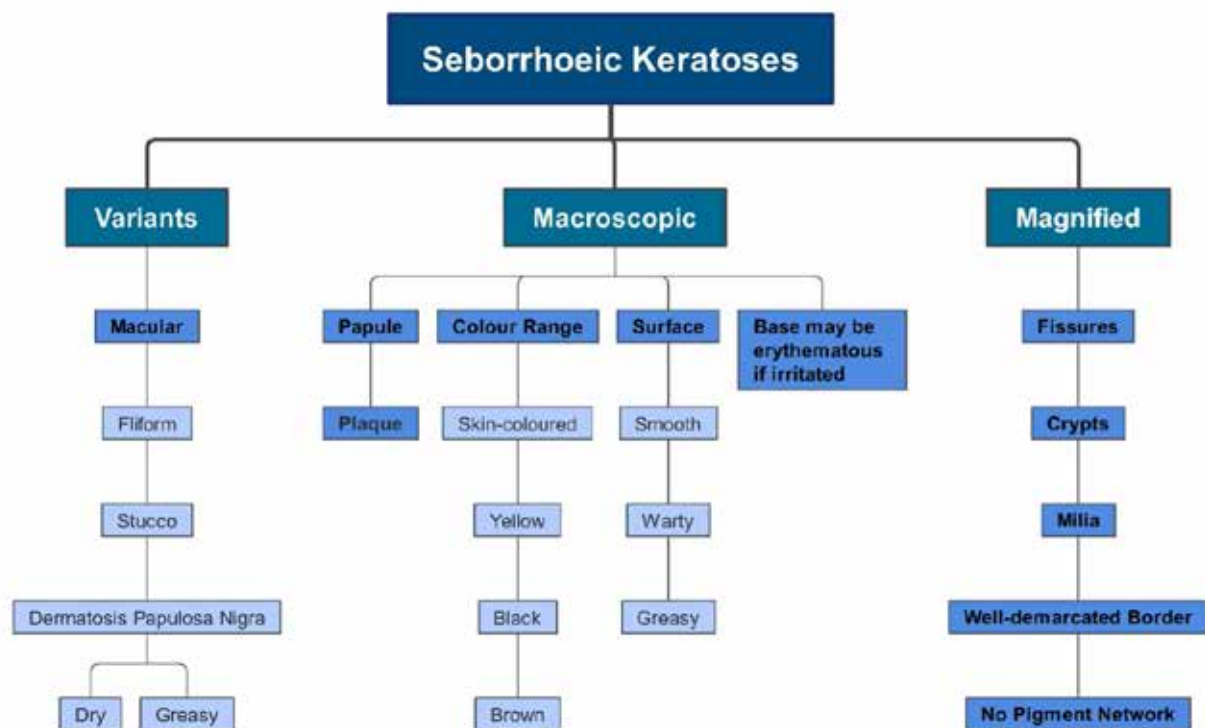 Seborrhoeic Keratoses
Variants
Macroscopic
Magnified
Macular
Papule
Colour Range
Surface
Base may be
erythematous
if irritated
Fissures
Fliform
Plaque
Skin-coloured
Smooth
Crypts
Stucco
Yellow
Warty
Milia
Dermatosis Papulosa Nigra
Black
Greasy
Well-demarcated Border
Dry
Greasy
Brown
No Pigment Network